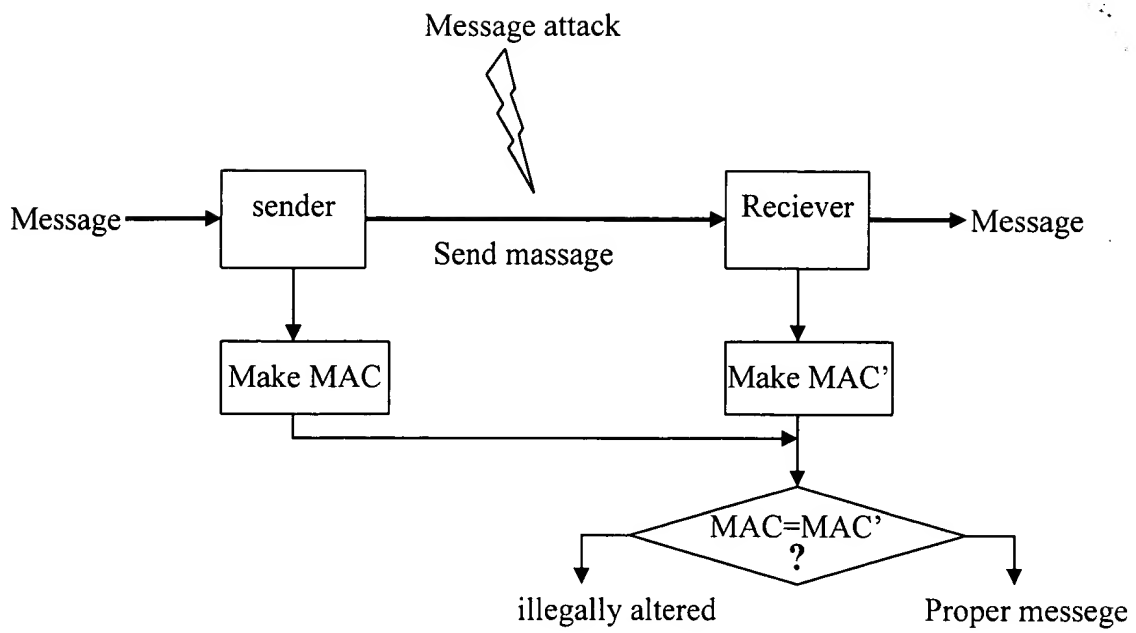 Message attack
Message
sender
Send massage
Reciever
Message
Make MAC
Make MAC’
MAC=MAC’
?
illegally altered
Proper messege